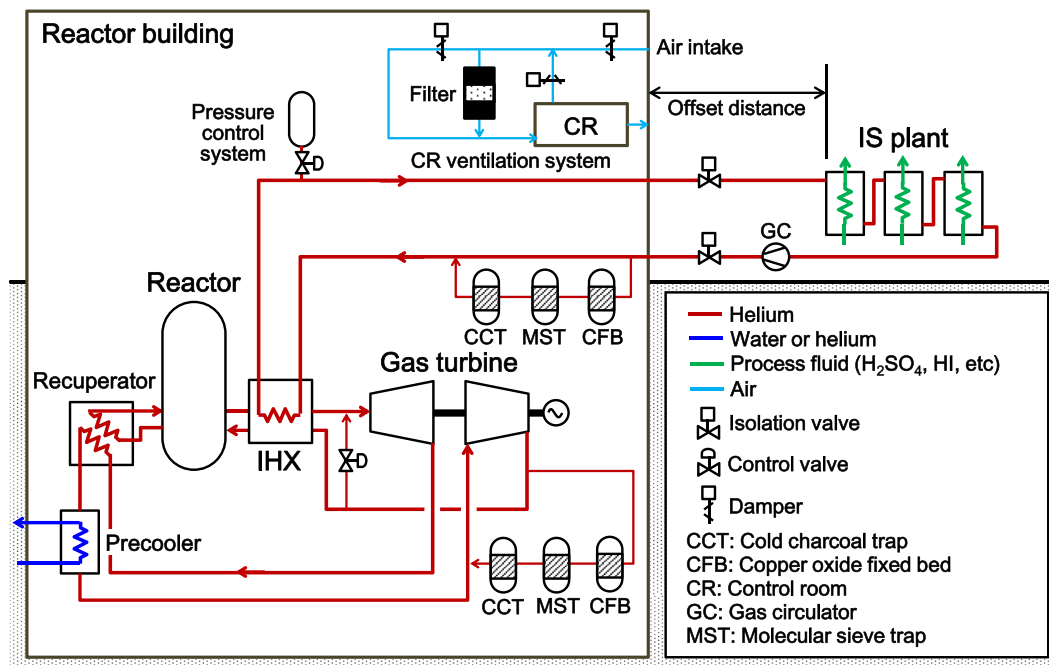 Reactor building
Air intake
Filter
Offset distance
Pressure
control
system
CR
CR ventilation system
IS plant
GC
Reactor
CCT
MST
CFB
Gas turbine
Recuperator
D
IHX
D
Precooler
CCT
MST
CFB
Helium
Water or helium
Process fluid (H₂SO₄, HI, etc)
Air
Isolation valve
Control valve
Damper
CCT: Cold charcoal trap
CFB: Copper oxide fixed bed
CR: Control room
GC: Gas circulator
MST: Molecular sieve trap